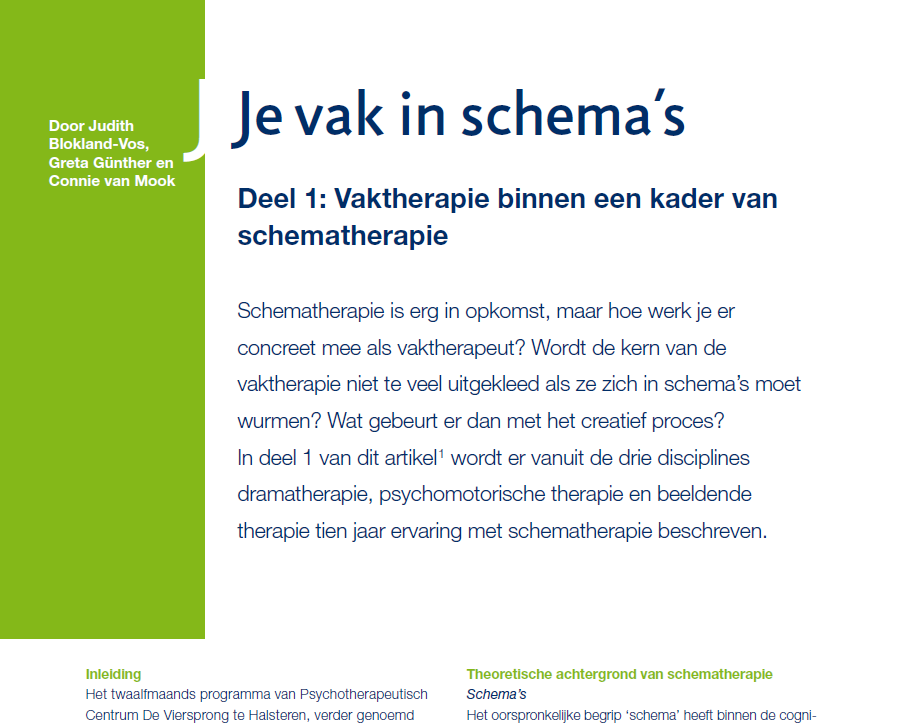 Door Judith
Blokland-Vos,
Greta Günther en
Connie van Mook
J
Je vak in schema’s
Deel 1: Vaktherapie binnen een kader van
schematherapie
Schematherapie is erg in opkomst, maar hoe werk je er
concreet mee als vaktherapeut? Wordt de kern van de
vaktherapie niet te veel uitgekleed als ze zich in schema’s moet
wurmen? Wat gebeurt er dan met het creatief proces?
In deel 1 van dit artikel¹ wordt er vanuit de drie disciplines
dramatherapie, psychomotorische therapie en beeldende
therapie tien jaar ervaring met schematherapie beschreven.
Inleiding
Het twaalfmaands programma van Psychotherapeutisch
Centrum De Viersprong te Halsteren, verder genoemd
Theoretische achtergrond van schematherapie
Schema’s
Het oorspronkelijke begrip ‘schema’ heeft binnen de cogni-